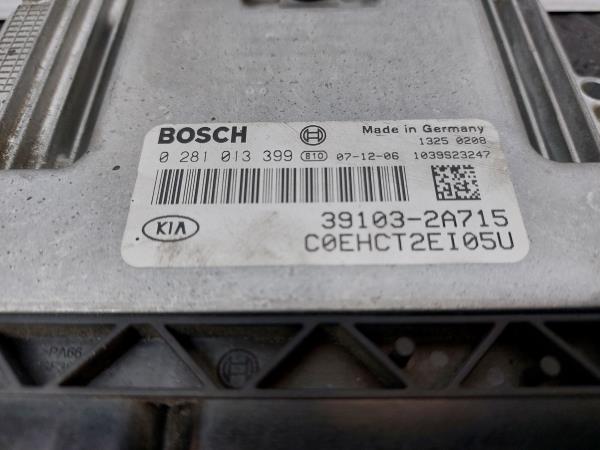 BOSCH Made in Germany
1325 0208
0 281 013 399 B10 07-12-06 1039S23247
KIA 39103-2A715
C0EHCT2EI05U
>PA66